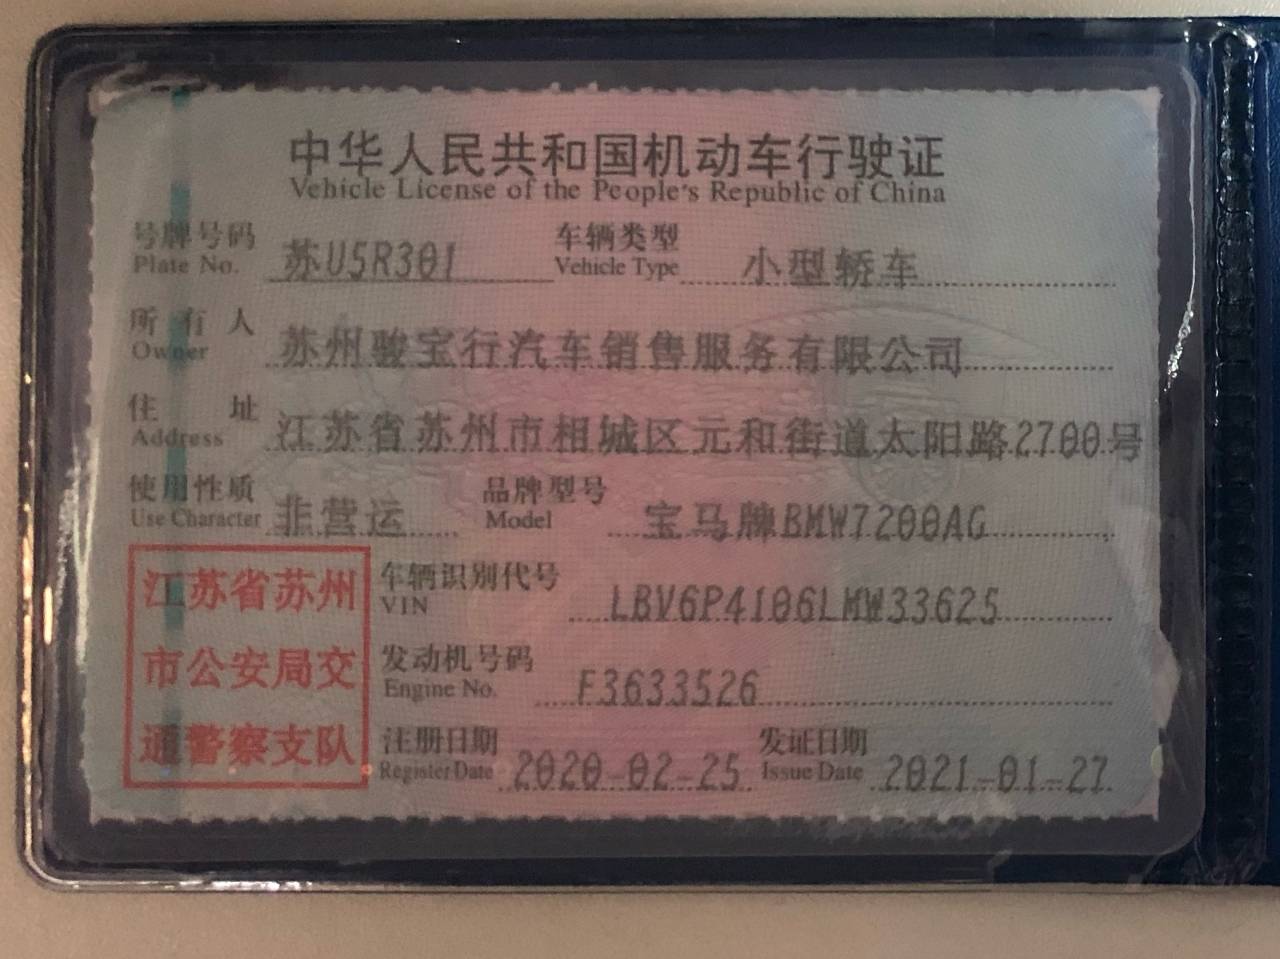 中华人民共和国机动车行驶证
Vehicle License of the People's Republic of China
号牌号码 苏U5R301 车辆类型 小型轿车
Plate No. Vehicle Type
所有人 苏州骏宝行汽车销售服务有限公司
Owner
住址 江苏省苏州市相城区元和街道太阳路2700号
Address
使用性质 非营运 品牌型号 宝马牌BMW7200AG
Use Character Model
江苏省苏州
市公安局交
通警察支队
车辆识别代号 LBV6P4106LMW33625
VIN
发动机号码 F3633526
Engine No.
注册日期 2020-02-25 发证日期 2021-01-27
Register Date Issue Date